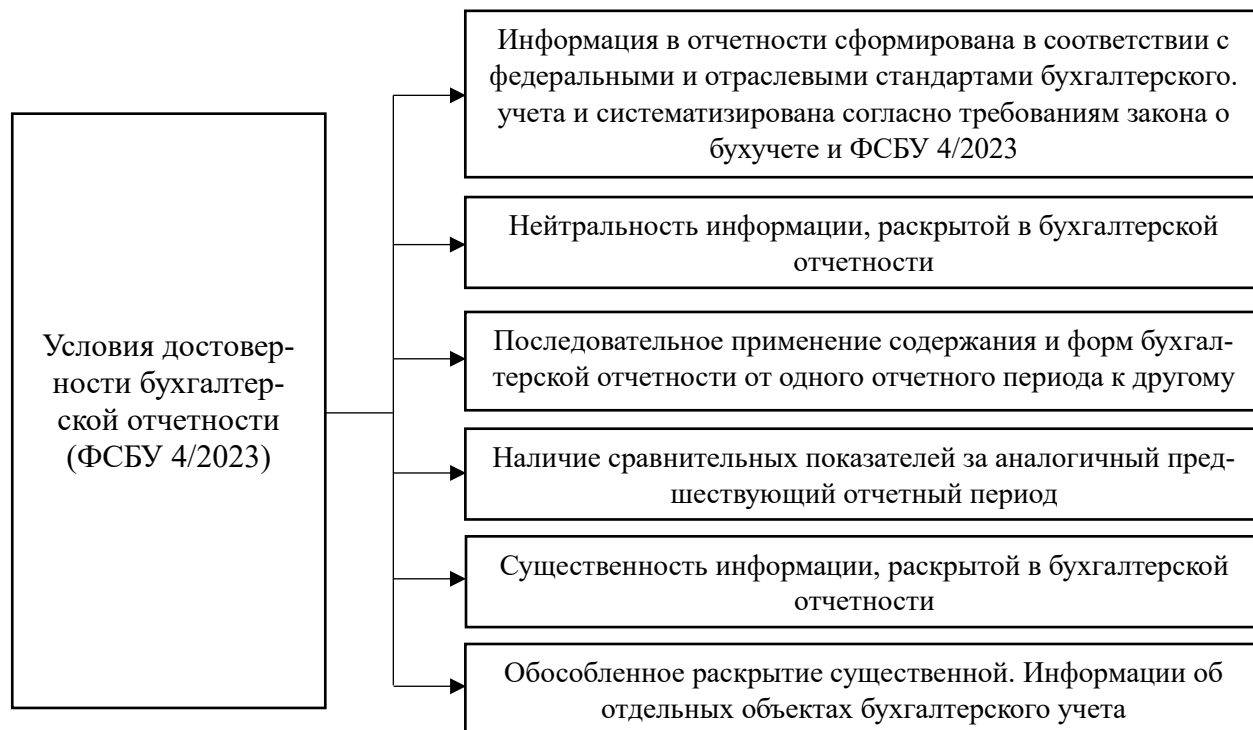 Условия достовер-
ности бухгалтер-
ской отчетности
(ФСБУ 4/2023)
Информация в отчетности сформирована в соответствии с
федеральными и отраслевыми стандартами бухгалтерского.
учета и систематизирована согласно требованиям закона о
бухучете и ФСБУ 4/2023
Нейтральность информации, раскрытой в бухгалтерской
отчетности
Последовательное применение содержания и форм бухгал-
терской отчетности от одного отчетного периода к другому
Наличие сравнительных показателей за аналогичный пред-
шествующий отчетный период
Существенность информации, раскрытой в бухгалтерской
отчетности
Обособленное раскрытие существенной. Информации об
отдельных объектах бухгалтерского учета